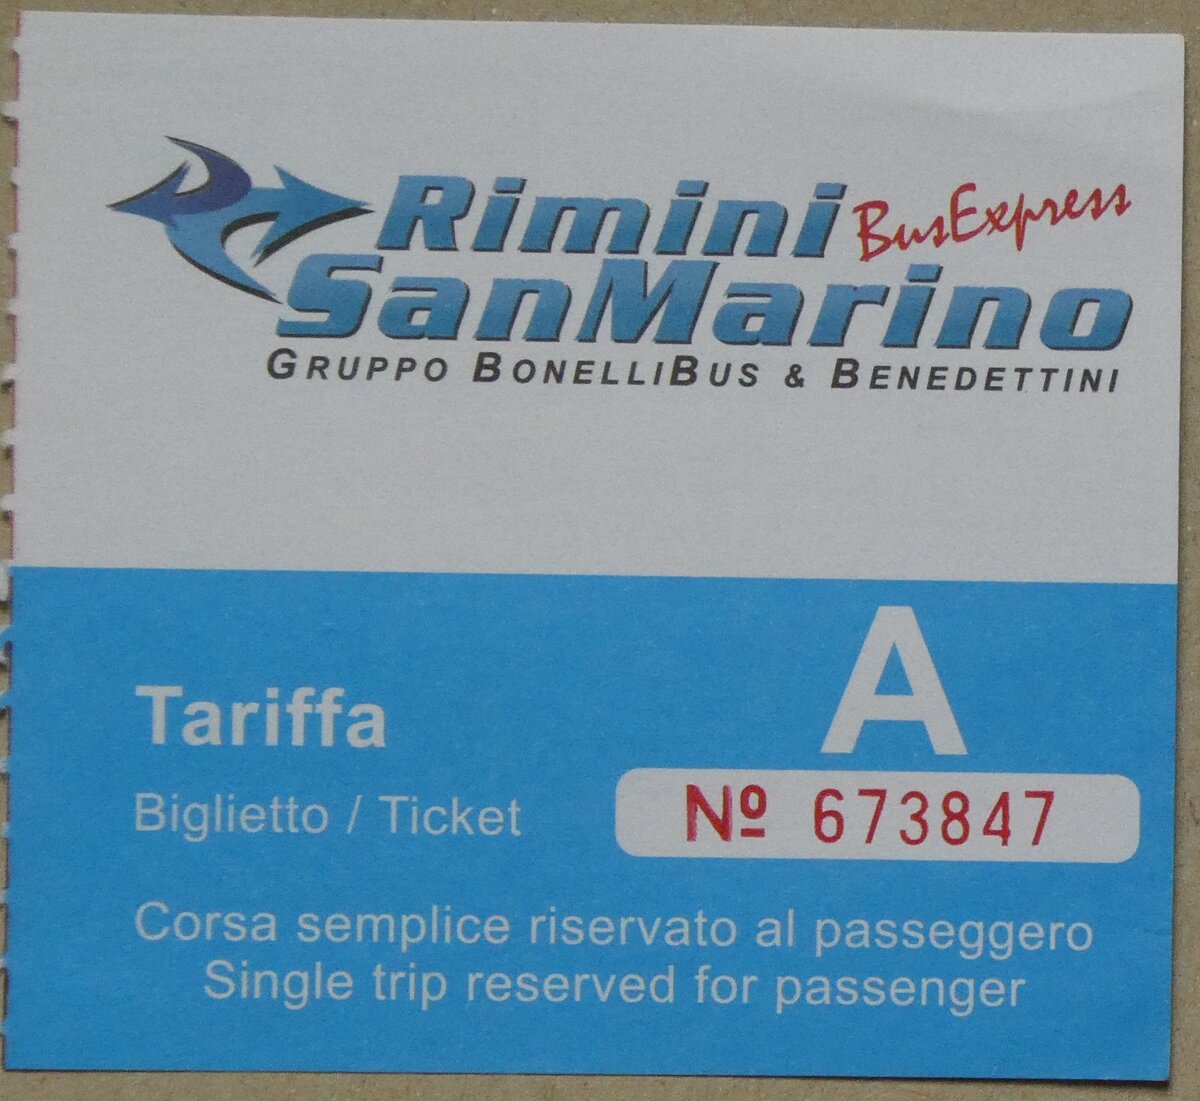 Rimini BusExpress
SanMarino
GRUPPO BONELLIBUS & BENEDETTINI
A
Tariffa
Biglietto / Ticket
Nº 673847
Corsa semplice riservato al passeggero
Single trip reserved for passenger